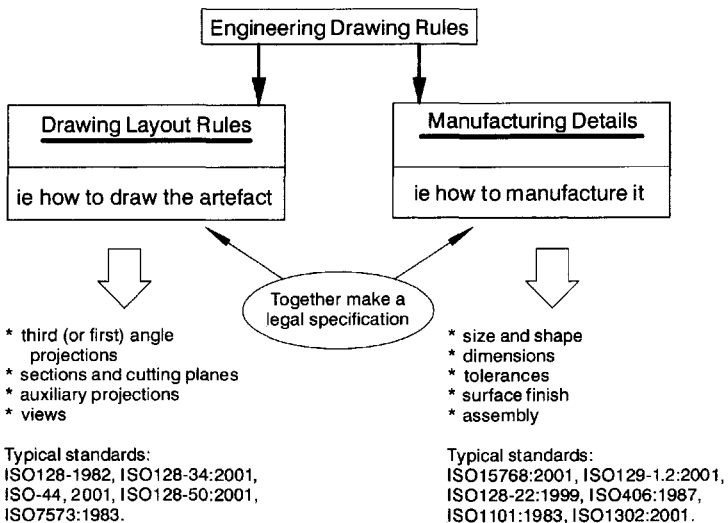 Engineering Drawing Rules
Drawing Layout Rules
ie how to draw the artefact
Manufacturing Details
ie how to manufacture it
Together make a
legal specification
* third (or first) angle
projections
* sections and cutting planes
* auxiliary projections
* views
Typical standards:
ISO128-1982, ISO128-34:2001,
ISO-44, 2001, ISO128-50:2001,
ISO7573:1983.
* size and shape
* dimensions
* tolerances
* surface finish
* assembly
Typical standards:
ISO15768:2001, ISO129-1.2:2001,
ISO128-22:1999, ISO406:1987,
ISO1101:1983, ISO1302:2001.